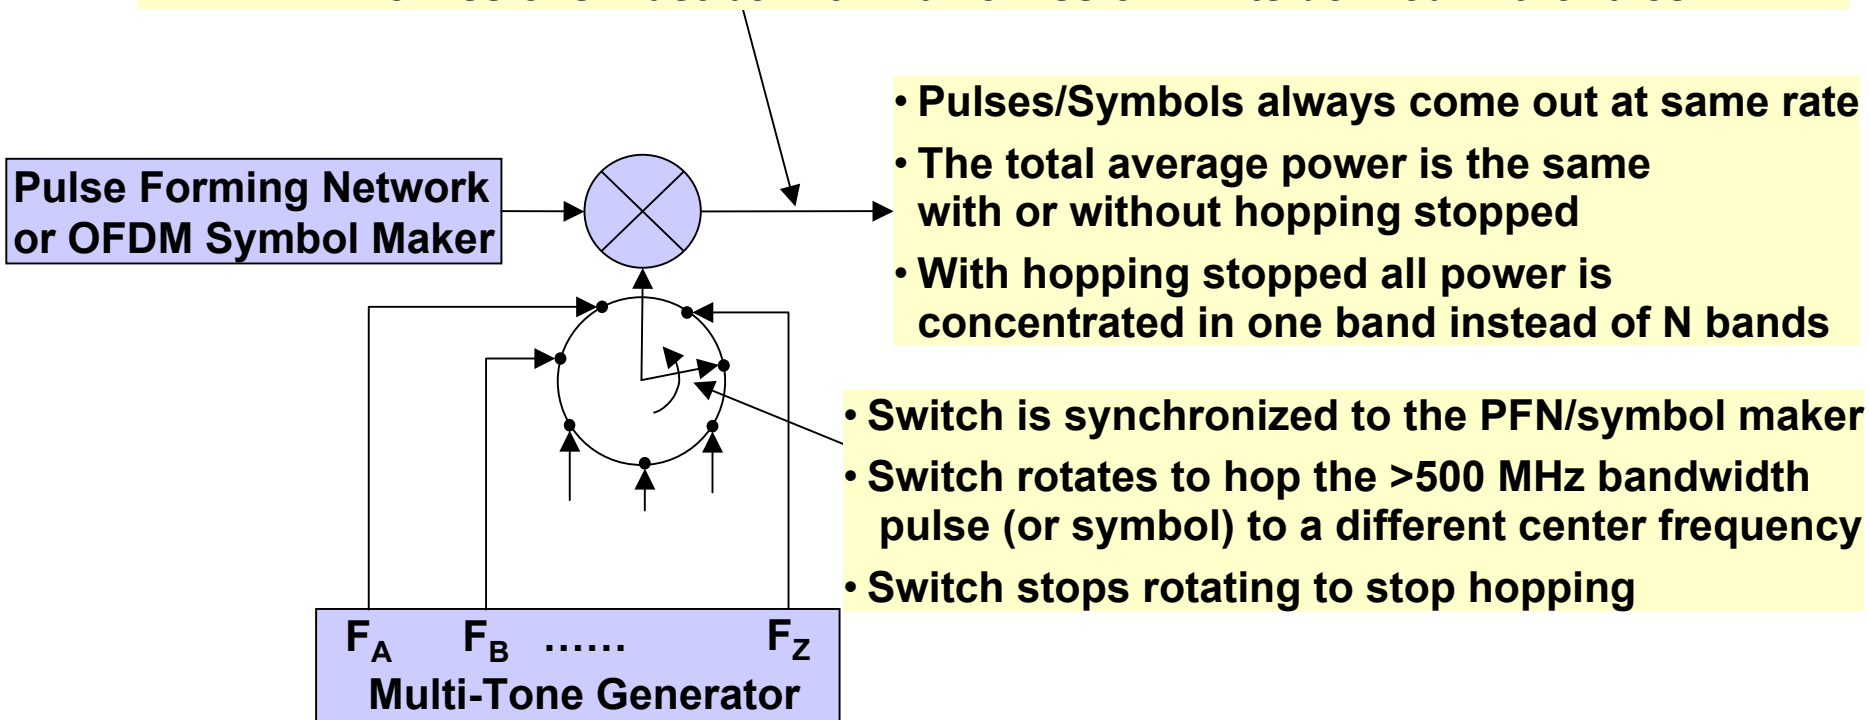 • Pulses/Symbols always come out at same rate
• The total average power is the same
with or without hopping stopped
• With hopping stopped all power is
concentrated in one band instead of N bands
Pulse Forming Network
or OFDM Symbol Maker
• Switch is synchronized to the PFN/symbol maker
• Switch rotates to hop the >500 MHz bandwidth
pulse (or symbol) to a different center frequency
• Switch stops rotating to stop hopping
F_A F_B ...... F_Z
Multi-Tone Generator